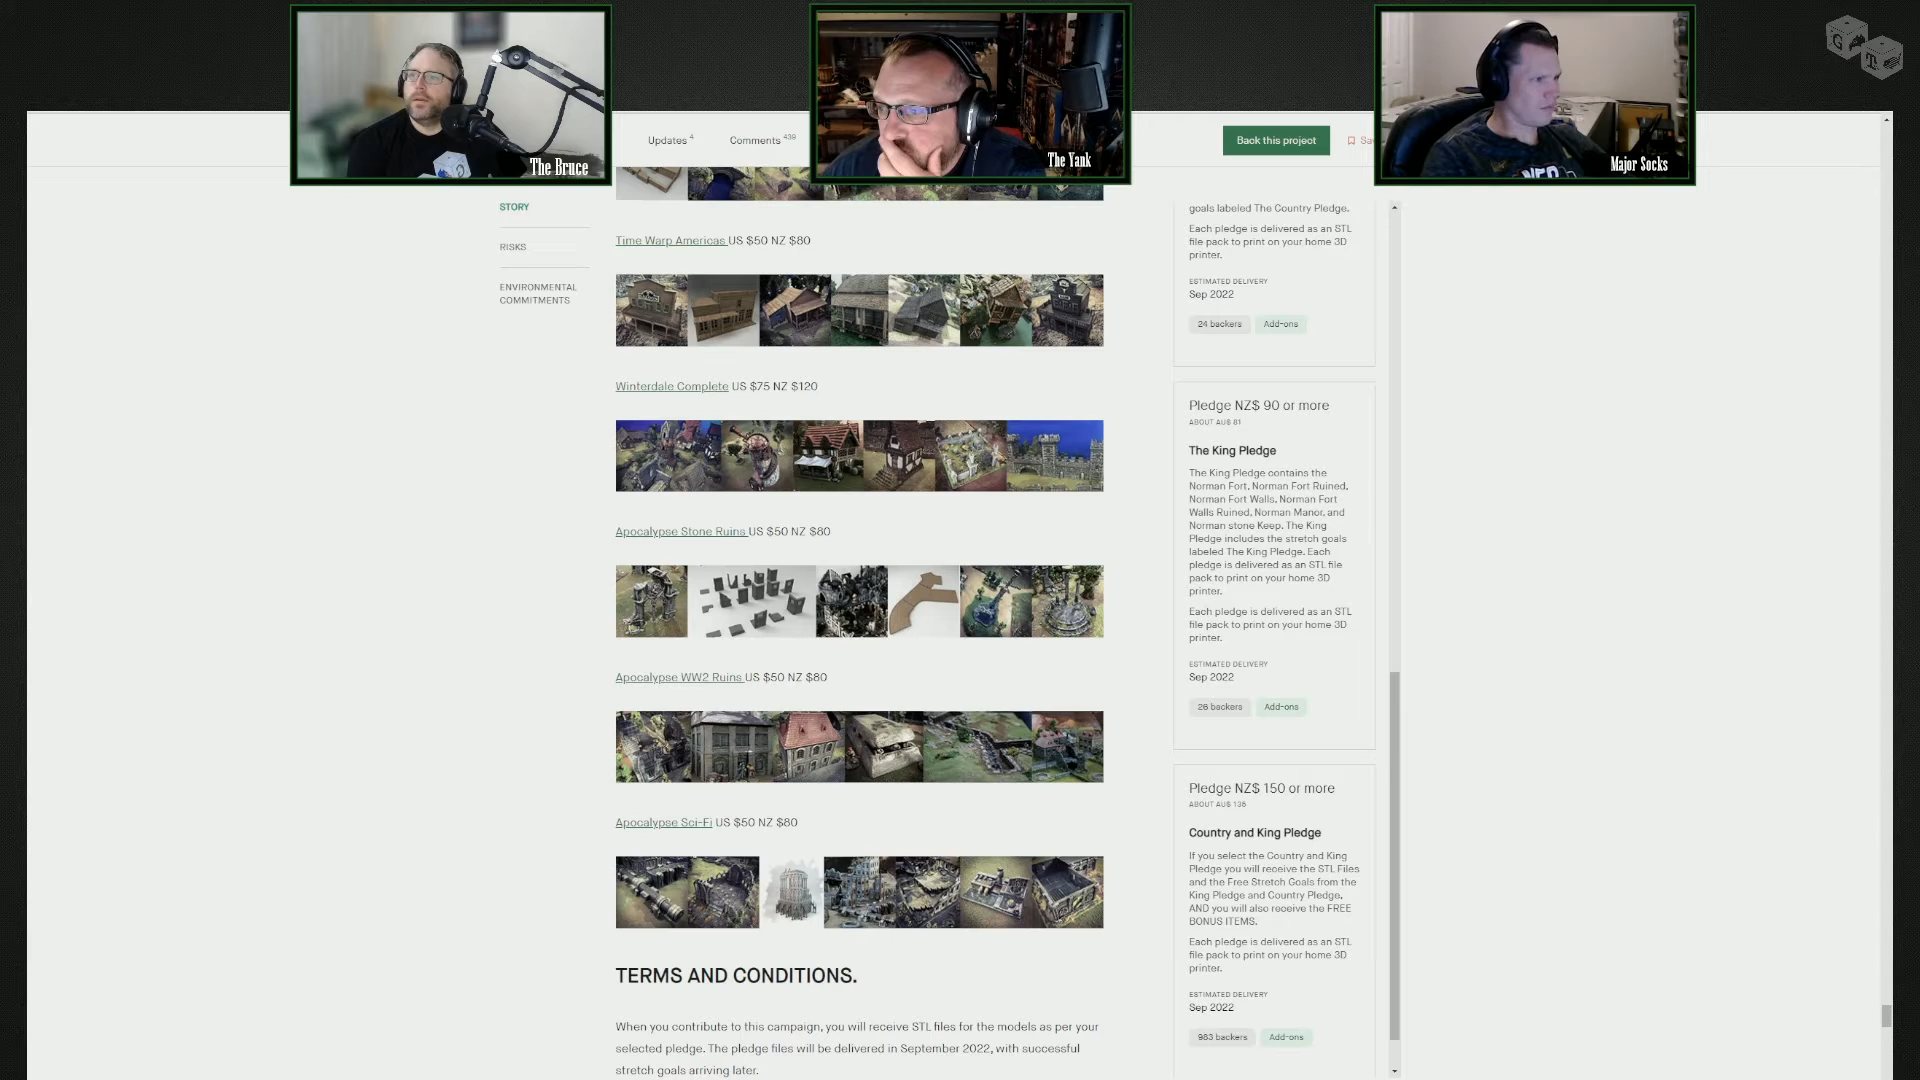 The Bruce
The Yank
Major Socks
Updates 4
Comments 439
Back this project
STORY
RISKS
ENVIRONMENTAL
COMMITMENTS
Time Warp Americas US $50 NZ $80
Winterdale Complete US $75 NZ $120
Apocalypse Stone Ruins US $50 NZ $80
Apocalypse WW2 Ruins US $50 NZ $80
Apocalypse Sci-Fi US $50 NZ $80
TERMS AND CONDITIONS.
When you contribute to this campaign, you will receive STL files for the models as per your
selected pledge. The pledge files will be delivered in September 2022, with successful
stretch goals arriving later.
goals labeled The Country Pledge.
Each pledge is delivered as an STL
file pack to print on your home 3D
printer.
ESTIMATED DELIVERY
Sep 2022
24 backers
Add-ons
Pledge NZ$ 90 or more
ABOUT AU$ 81
The King Pledge
The King Pledge contains the
Norman Fort, Norman Fort Ruined,
Norman Fort Walls, Norman Fort
Walls Ruined, Norman Manor, and
Norman stone Keep. The King
Pledge includes the stretch goals
labeled The King Pledge. Each
pledge is delivered as an STL file
pack to print on your home 3D
printer.
Each pledge is delivered as an STL
file pack to print on your home 3D
printer.
ESTIMATED DELIVERY
Sep 2022
26 backers
Add-ons
Pledge NZ$ 150 or more
ABOUT AU$ 135
Country and King Pledge
If you select the Country and King
Pledge you will receive the STL Files
and the Free Stretch Goals from the
King Pledge and Country Pledge,
AND you will also receive the FREE
BONUS ITEMS.
Each pledge is delivered as an STL
file pack to print on your home 3D
printer.
ESTIMATED DELIVERY
Sep 2022
983 backers
Add-ons